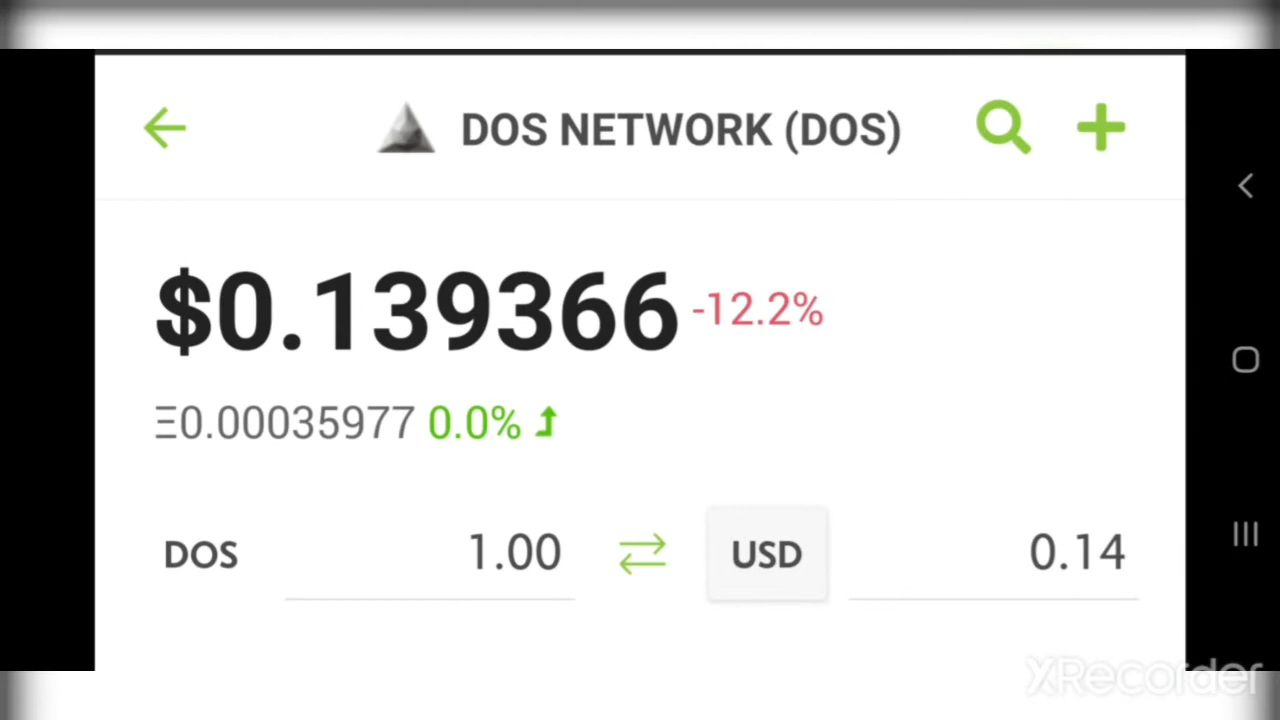 DOS NETWORK (DOS)
$0.139366 -12.2%
Ξ0.00035977 0.0%
DOS 1.00 USD 0.14
XRecorder